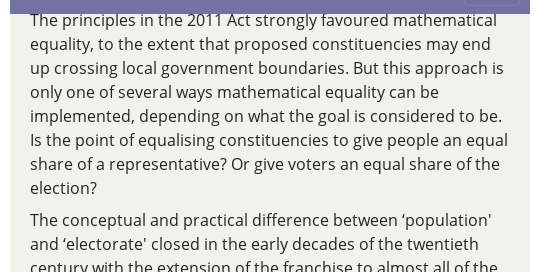 The principles in the 2011 Act strongly favoured mathematical
equality, to the extent that proposed constituencies may end
up crossing local government boundaries. But this approach is
only one of several ways mathematical equality can be
implemented, depending on what the goal is considered to be.
Is the point of equalising constituencies to give people an equal
share of a representative? Or give voters an equal share of the
election?
The conceptual and practical difference between ‘population'
and ‘electorate' closed in the early decades of the twentieth
century with the extension of the franchise to almost all of the